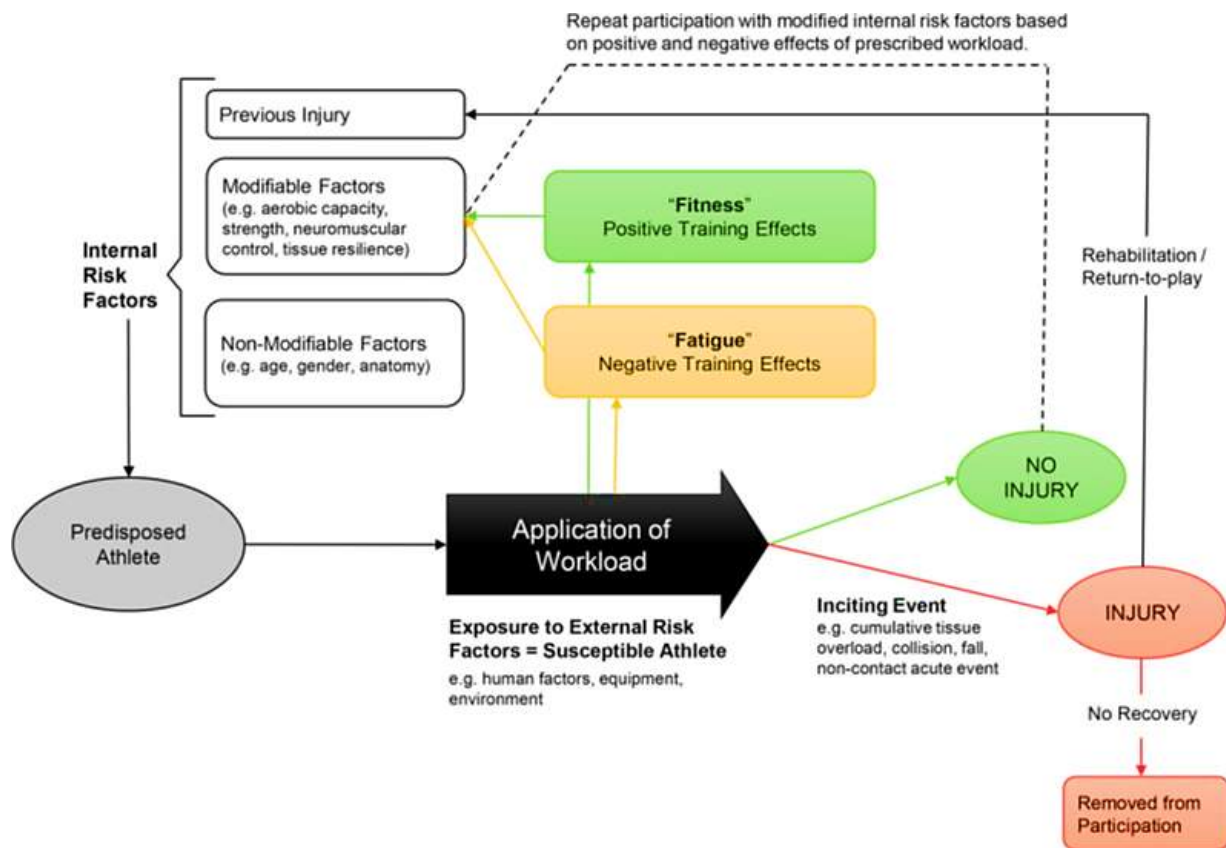 Repeat participation with modified internal risk factors based
on positive and negative effects of prescribed workload.
Previous Injury
Modifiable Factors
(e.g. aerobic capacity,
strength, neuromuscular
control, tissue resilience)
Internal
Risk
Factors
Non-Modifiable Factors
(e.g. age, gender, anatomy)
"Fitness"
Positive Training Effects
"Fatigue"
Negative Training Effects
Rehabilitation /
Return-to-play
Predisposed
Athlete
Application of
Workload
NO
INJURY
Exposure to External Risk
Factors = Susceptible Athlete
e.g. human factors, equipment,
environment
Inciting Event
e.g. cumulative tissue
overload, collision, fall,
non-contact acute event
INJURY
No Recovery
Removed from
Participation